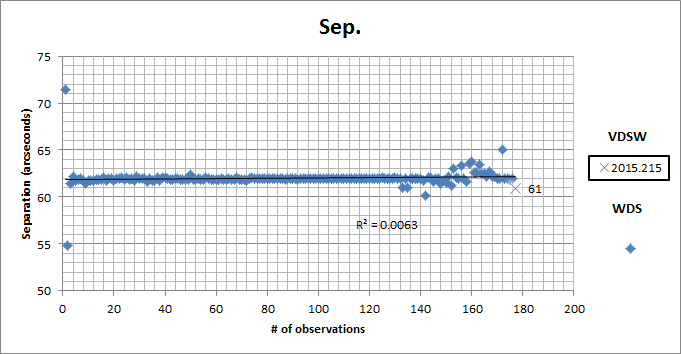 Sep.
75
70
65
60
55
50
Separation (arcseconds)
0 20 40 60 80 100 120 140 160 180 200
# of observations
R² = 0.0063
61
VDSW
2015.215
WDS